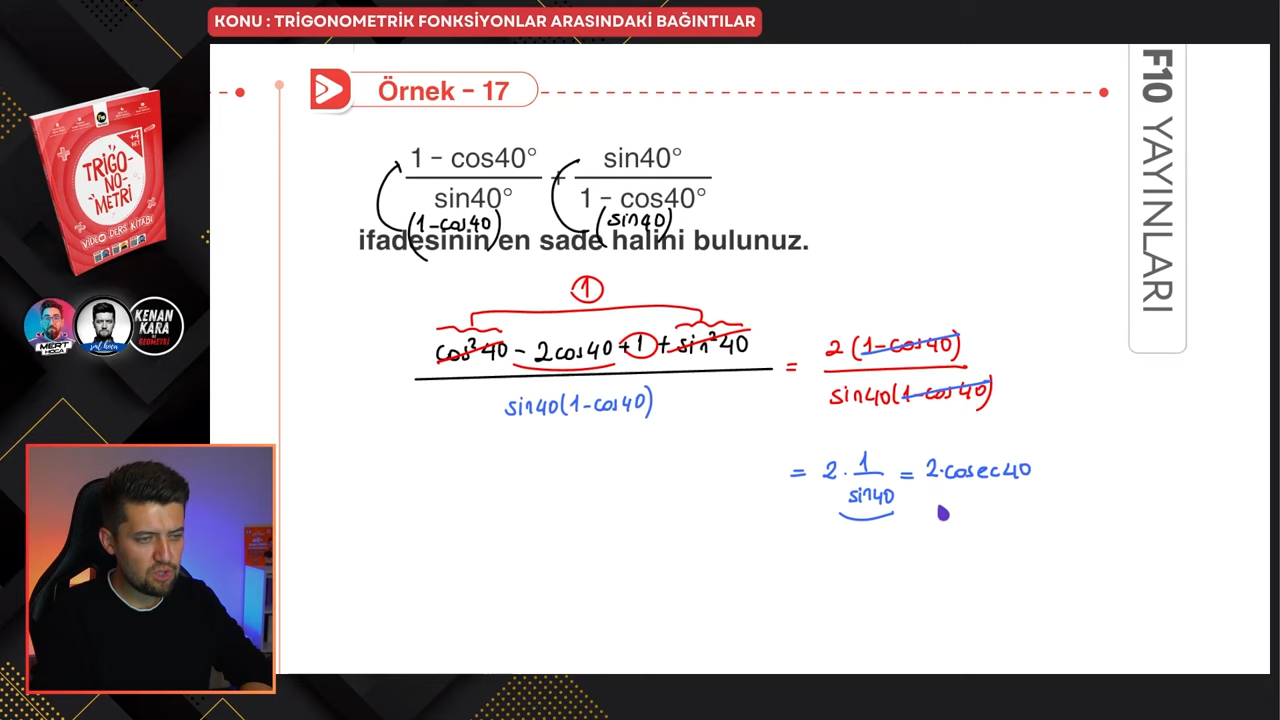 KONU : TRİGONOMETRİK FONKSİYONLAR ARASINDAKİ BAĞINTILAR
Örnek – 17
1 – cos40° / sin40° + sin40° / 1 – cos40°
(1-cos40) (sin40)
ifadesinin en sade halini bulunuz.
1
cos²40 - 2cos40 +1 + sin²40 / sin40(1-cos40) = 2(1-cos40) / sin40(1-cos40)
= 2·1/sin40 = 2·cosec40
F10 YAYINLARI
+4 NET
TRİGO-
NO-
METRİ
VİDEO DERS KİTABI
MERT
HOCA
KENAN
KARA
GEOMETRİ